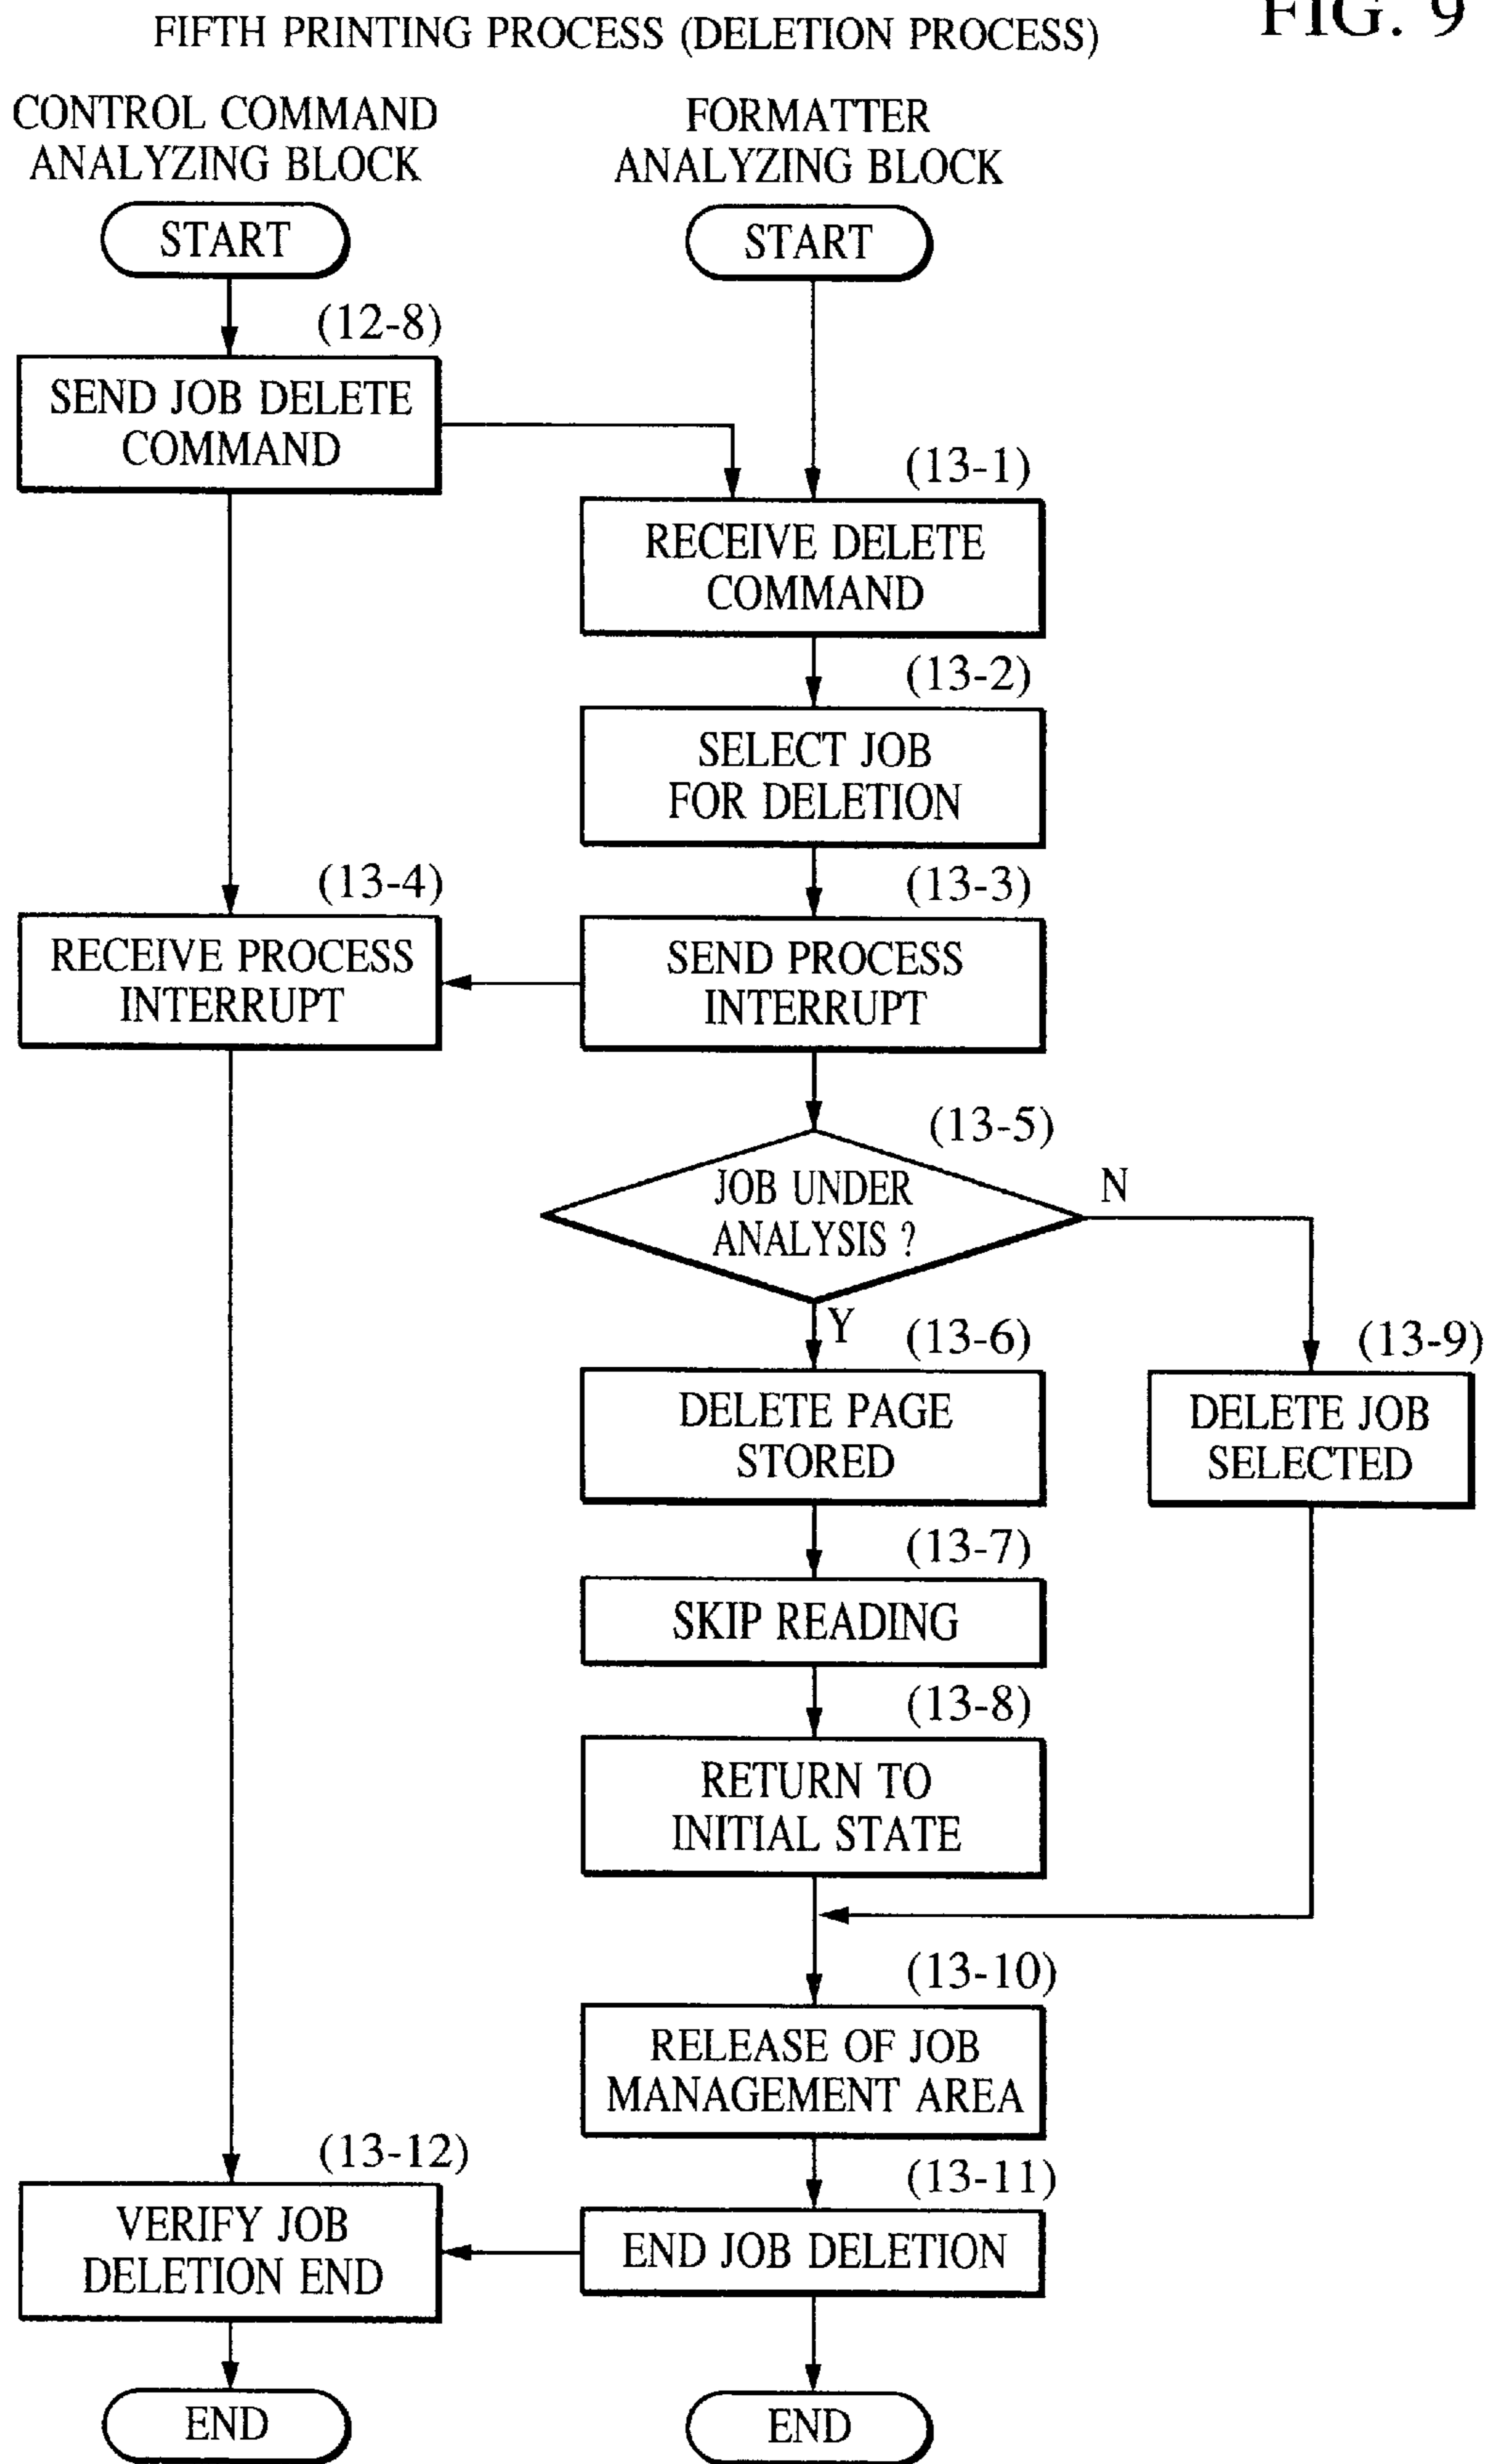 FIG. 9
FIFTH PRINTING PROCESS (DELETION PROCESS)
CONTROL COMMAND
ANALYZING BLOCK
FORMATTER
ANALYZING BLOCK
START
START
(12-8)
SEND JOB DELETE
COMMAND
(13-1)
RECEIVE DELETE
COMMAND
(13-2)
SELECT JOB
FOR DELETION
(13-4)
RECEIVE PROCESS
INTERRUPT
(13-3)
SEND PROCESS
INTERRUPT
(13-5)
JOB UNDER
ANALYSIS ?
N
Y
(13-6)
DELETE PAGE
STORED
(13-9)
DELETE JOB
SELECTED
(13-7)
SKIP READING
(13-8)
RETURN TO
INITIAL STATE
(13-10)
RELEASE OF JOB
MANAGEMENT AREA
(13-12)
VERIFY JOB
DELETION END
(13-11)
END JOB DELETION
END
END